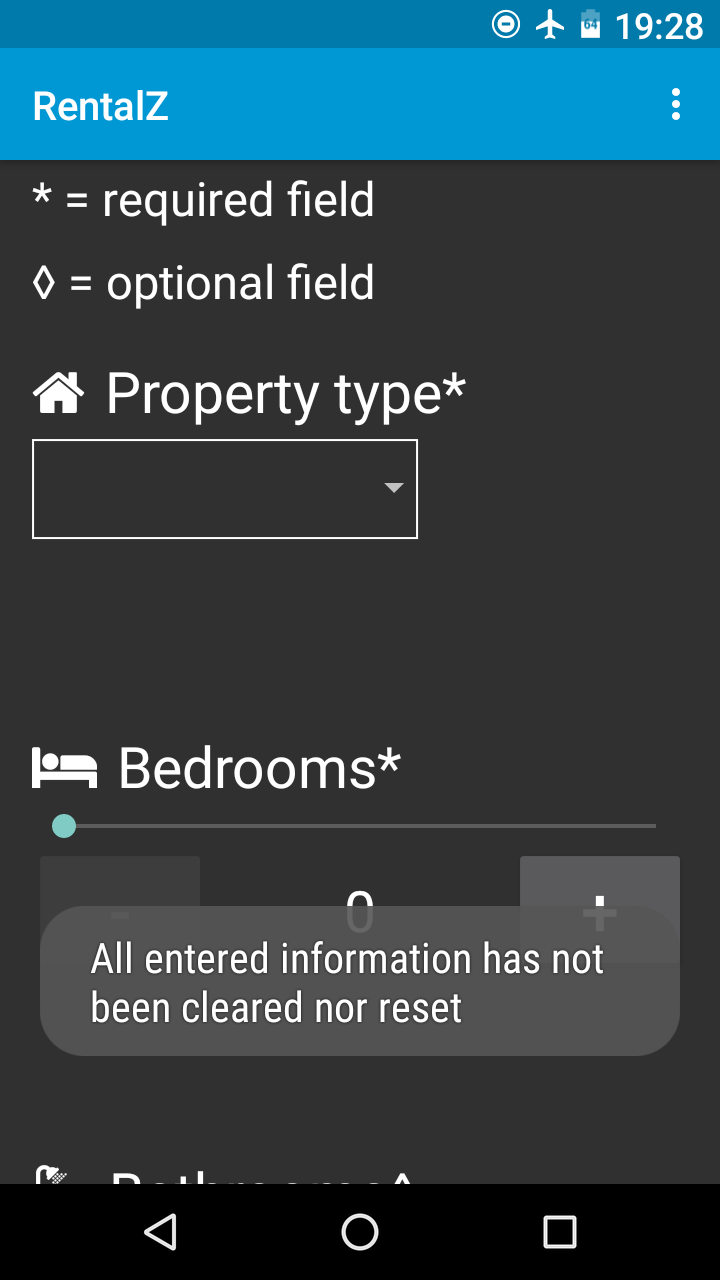 64 19:28
RentalZ
* = required field
◊ = optional field
Property type*
Bedrooms*
- 0 +
All entered information has not
been cleared nor reset